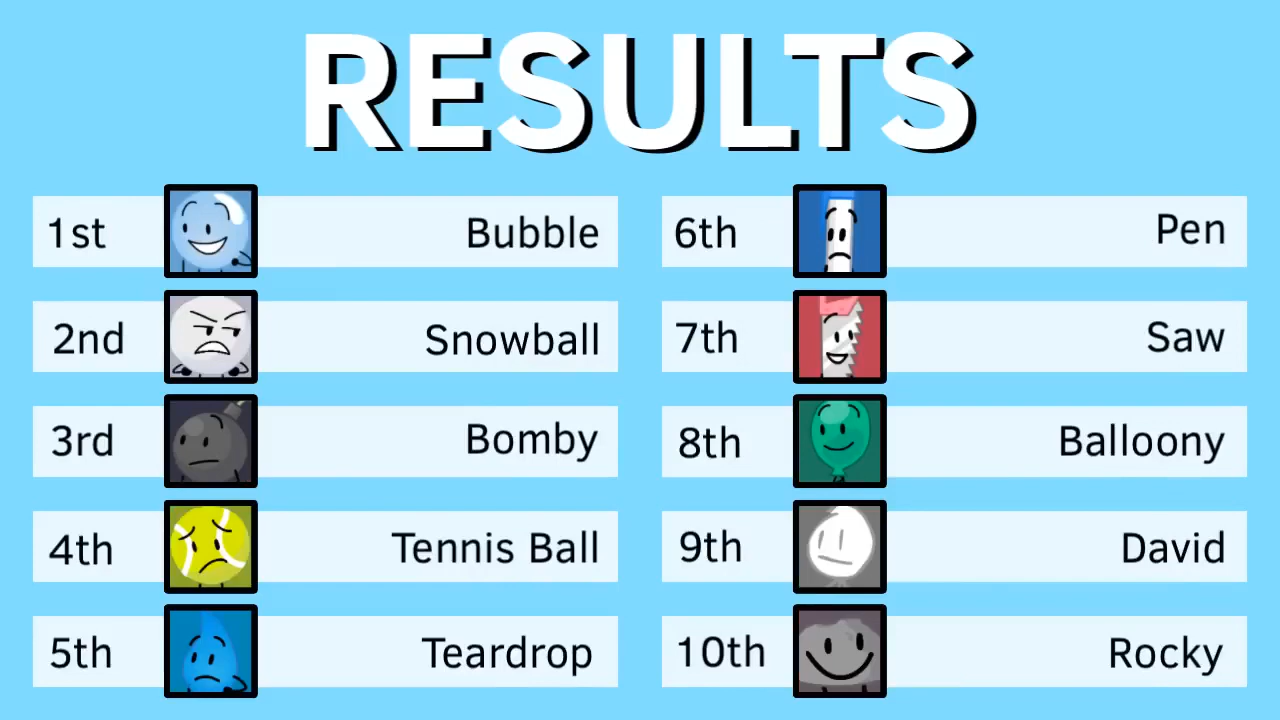 RESULTS
1st Bubble
2nd Snowball
3rd Bomby
4th Tennis Ball
5th Teardrop
6th Pen
7th Saw
8th Balloony
9th David
10th Rocky